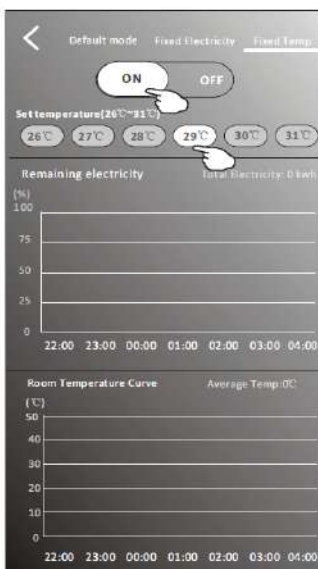 Default mode Fixed Electricity Fixed Temp
ON OFF
Set temperature(26℃~31℃)
26℃ 27℃ 28℃ 29℃ 30℃ 31℃
Remaining electricity Total Electricity: 0 kwh
(%)
100
75
50
25
0
22:00 23:00 00:00 01:00 02:00 03:00 04:00
Room Temperature Curve Average Temp:0℃
(℃)
50
40
30
20
10
0
22:00 23:00 00:00 01:00 02:00 03:00 04:00